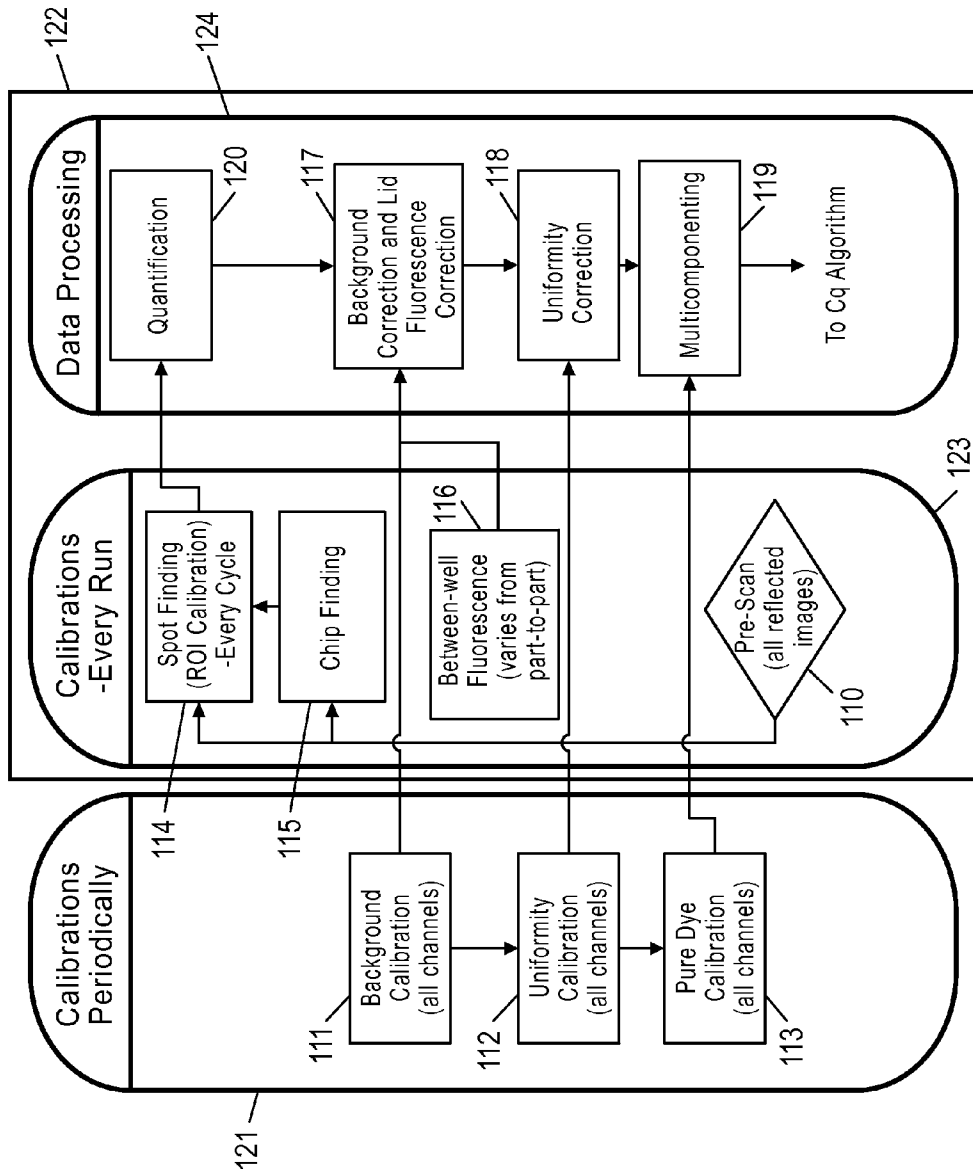 122
124
Calibrations
Periodically
Calibrations
-Every Run
Data Processing
121
111
Background
Calibration
(all channels)
112
Uniformity
Calibration
(all channels)
113
Pure Dye
Calibration
(all channels)
114
Spot Finding
(ROI Calibration)
-Every Cycle
115
Chip Finding
116
Between-well
Fluorescence
(varies from
part-to-part)
Pre-Scan
(all reflected
images)
110
123
Quantification
120
117
Background
Correction and Lid
Fluorescence
Correction
118
Uniformity
Correction
Multicomponenting
119
To Cq Algorithm